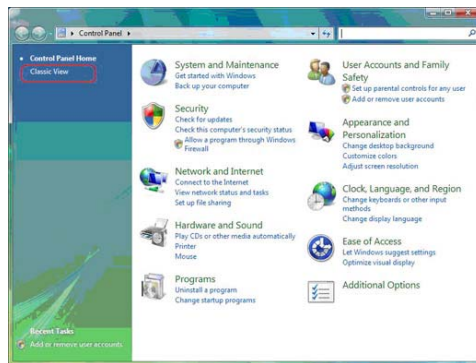 Control Panel
Control Panel Home
Classic View
System and Maintenance
Get started with Windows
Back up your computer
Security
Check for updates
Check this computer's security status
Allow a program through Windows
Firewall
Network and Internet
Connect to the Internet
View network status and tasks
Set up file sharing
Hardware and Sound
Play CDs or other media automatically
Printer
Mouse
Programs
Uninstall a program
Change startup programs
User Accounts and Family
Safety
Set up parental controls for any user
Add or remove user accounts
Appearance and
Personalization
Change desktop background
Customize colors
Adjust screen resolution
Clock, Language, and Region
Change keyboards or other input
methods
Change display language
Ease of Access
Let Windows suggest settings
Optimize visual display
Additional Options
Recent Tasks
Add or remove user accounts